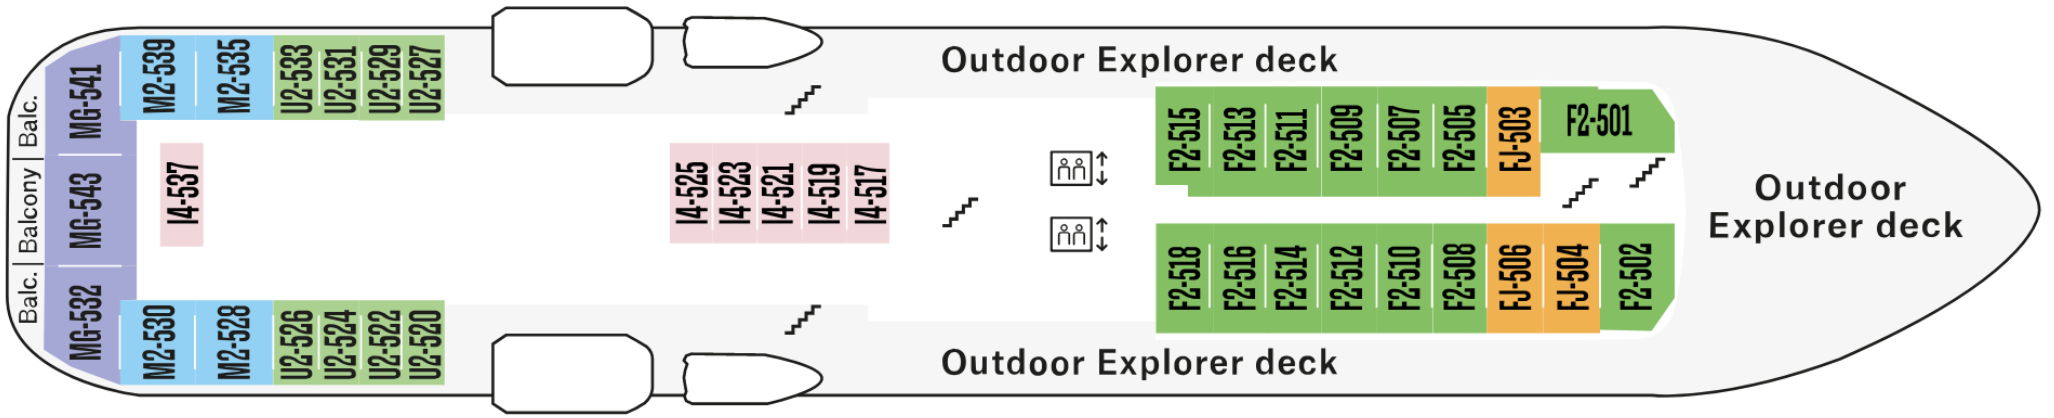 Balc.
Balcony
Balc.
MG-541
MG-543
MG-532
M2-539
M2-535
U2-533
U2-531
U2-529
U2-527
I4-537
M2-530
M2-528
U2-526
U2-524
U2-522
U2-520
I4-525
I4-523
I4-521
I4-519
I4-517
Outdoor Explorer deck
F2-515
F2-513
F2-511
F2-509
F2-507
F2-505
FJ-503
F2-501
F2-518
F2-516
F2-514
F2-512
F2-510
F2-508
FJ-506
FJ-504
F2-502
Outdoor Explorer deck
Outdoor
Explorer deck